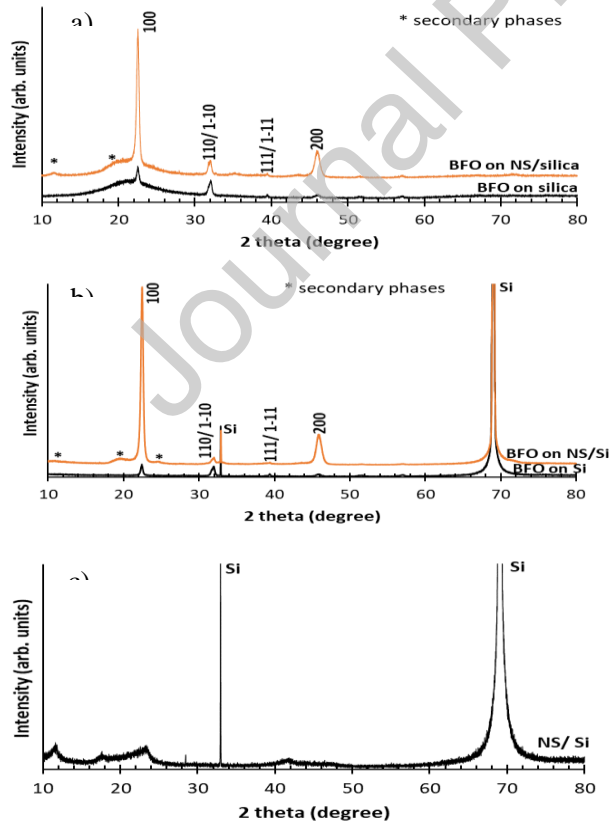 a)
* secondary phases
100
110/ 1-10
111/ 1-11
200
*
*
BFO on NS/silica
BFO on silica
Intensity (arb. units)
10 20 30 40 50 60 70 80
2 theta (degree)
b)
* secondary phases
100
Si
110/ 1-10
Si
111/ 1-11
200
*
*
*
BFO on NS/Si
BFO on Si
Intensity (arb. units)
10 20 30 40 50 60 70 80
2 theta (degree)
Si
Si
NS/ Si
Intensity (arb. units)
10 20 30 40 50 60 70 80
2 theta (degree)
Journal P